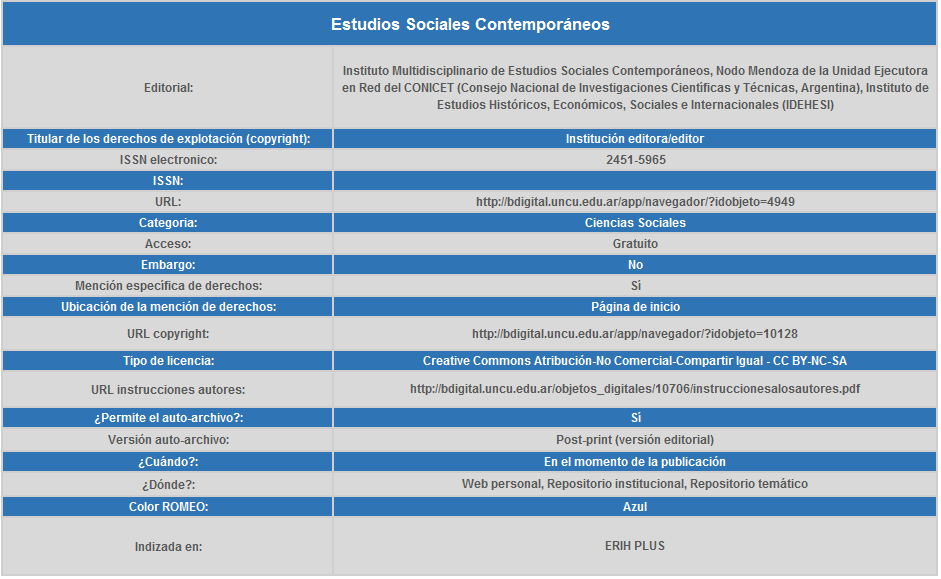 Estudios Sociales Contemporáneos
Editorial:
Instituto Multidisciplinario de Estudios Sociales Contemporáneos, Nodo Mendoza de la Unidad Ejecutora
en Red del CONICET (Consejo Nacional de Investigaciones Científicas y Técnicas, Argentina), Instituto de
Estudios Históricos, Económicos, Sociales e Internacionales (IDEHESI)
Titular de los derechos de explotación (copyright): Institución editora/editor
ISSN electronico: 2451-5965
ISSN:
URL: http://bdigital.uncu.edu.ar/app/navegador/?idobjeto=4949
Categoria: Ciencias Sociales
Acceso: Gratuito
Embargo: No
Mención especifica de derechos: Sí
Ubicación de la mención de derechos: Página de inicio
URL copyright: http://bdigital.uncu.edu.ar/app/navegador/?idobjeto=10128
Tipo de licencia: Creative Commons Atribución-No Comercial-Compartir Igual - CC BY-NC-SA
URL instrucciones autores: http://bdigital.uncu.edu.ar/objetos_digitales/10706/instruccionesalosautores.pdf
¿Permite el auto-archivo?: Sí
Versión auto-archivo: Post-print (versión editorial)
¿Cuándo?: En el momento de la publicación
¿Dónde?: Web personal, Repositorio institucional, Repositorio temático
Color ROMEO: Azul
Indizada en: ERIH PLUS